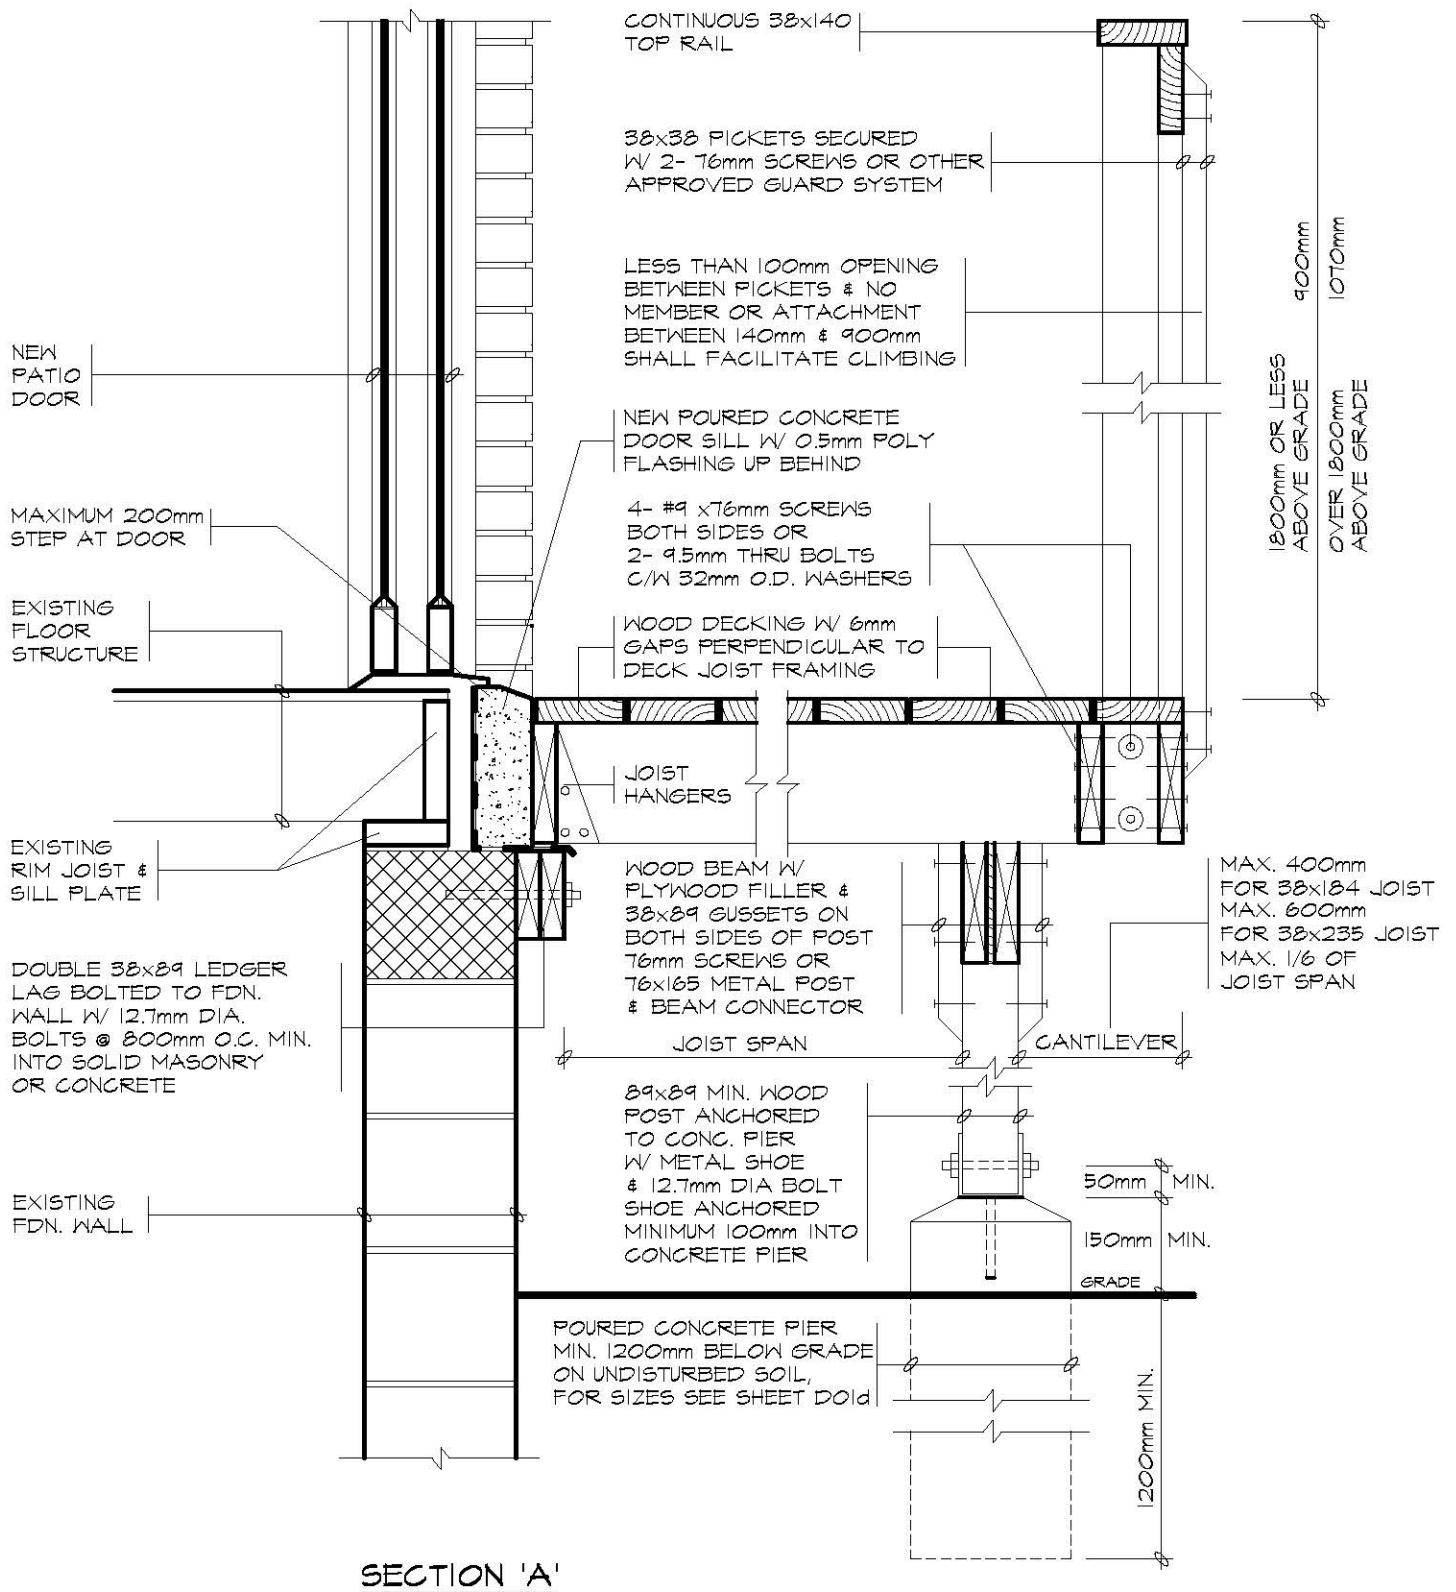 CONTINUOUS 38x140
TOP RAIL
38x38 PICKETS SECURED
W/ 2- 76mm SCREWS OR OTHER
APPROVED GUARD SYSTEM
LESS THAN 100mm OPENING
BETWEEN PICKETS & NO
MEMBER OR ATTACHMENT
BETWEEN 140mm & 900mm
SHALL FACILITATE CLIMBING
900mm
1800mm OR LESS
ABOVE GRADE
1070mm
OVER 1800mm
ABOVE GRADE
NEW
PATIO
DOOR
NEW POURED CONCRETE
DOOR SILL W/ 0.5mm POLY
FLASHING UP BEHIND
MAXIMUM 200mm
STEP AT DOOR
4- #9 x76mm SCREWS
BOTH SIDES OR
2- 9.5mm THRU BOLTS
C/W 32mm O.D. WASHERS
EXISTING
FLOOR
STRUCTURE
WOOD DECKING W/ 6mm
GAPS PERPENDICULAR TO
DECK JOIST FRAMING
JOIST
HANGERS
EXISTING
RIM JOIST &
SILL PLATE
WOOD BEAM W/
PLYWOOD FILLER &
38x89 GUSSETS ON
BOTH SIDES OF POST
76mm SCREWS OR
76x165 METAL POST
& BEAM CONNECTOR
MAX. 400mm
FOR 38x184 JOIST
MAX. 600mm
FOR 38x235 JOIST
MAX. 1/6 OF
JOIST SPAN
DOUBLE 38x89 LEDGER
LAG BOLTED TO FDN.
WALL W/ 12.7mm DIA.
BOLTS @ 800mm O.C. MIN.
INTO SOLID MASONRY
OR CONCRETE
JOIST SPAN
CANTILEVER
89x89 MIN. WOOD
POST ANCHORED
TO CONC. PIER
W/ METAL SHOE
& 12.7mm DIA BOLT
SHOE ANCHORED
MINIMUM 100mm INTO
CONCRETE PIER
50mm MIN.
EXISTING
FDN. WALL
150mm MIN.
GRADE
POURED CONCRETE PIER
MIN. 1200mm BELOW GRADE
ON UNDISTURBED SOIL,
FOR SIZES SEE SHEET D01d
1200mm MIN.
SECTION 'A'